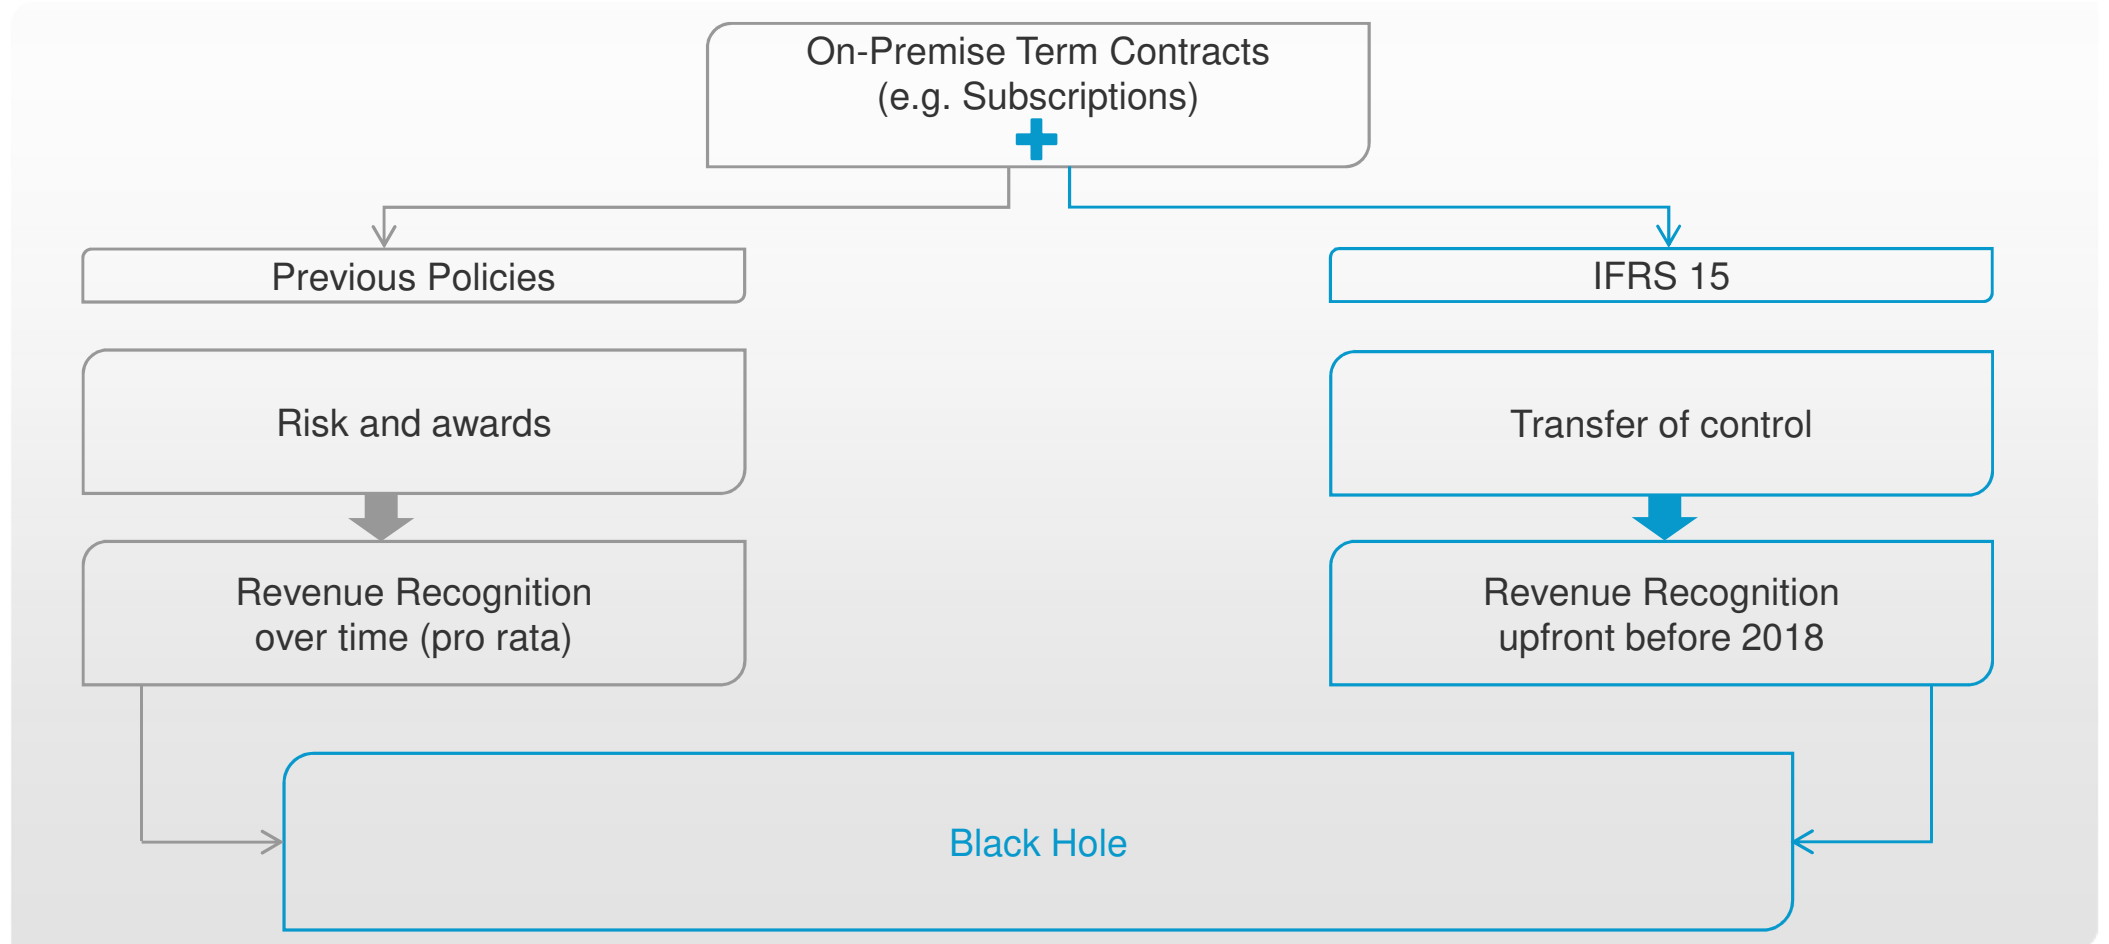 On-Premise Term Contracts
(e.g. Subscriptions)
Previous Policies
IFRS 15
Risk and awards
Transfer of control
Revenue Recognition
over time (pro rata)
Revenue Recognition
upfront before 2018
Black Hole